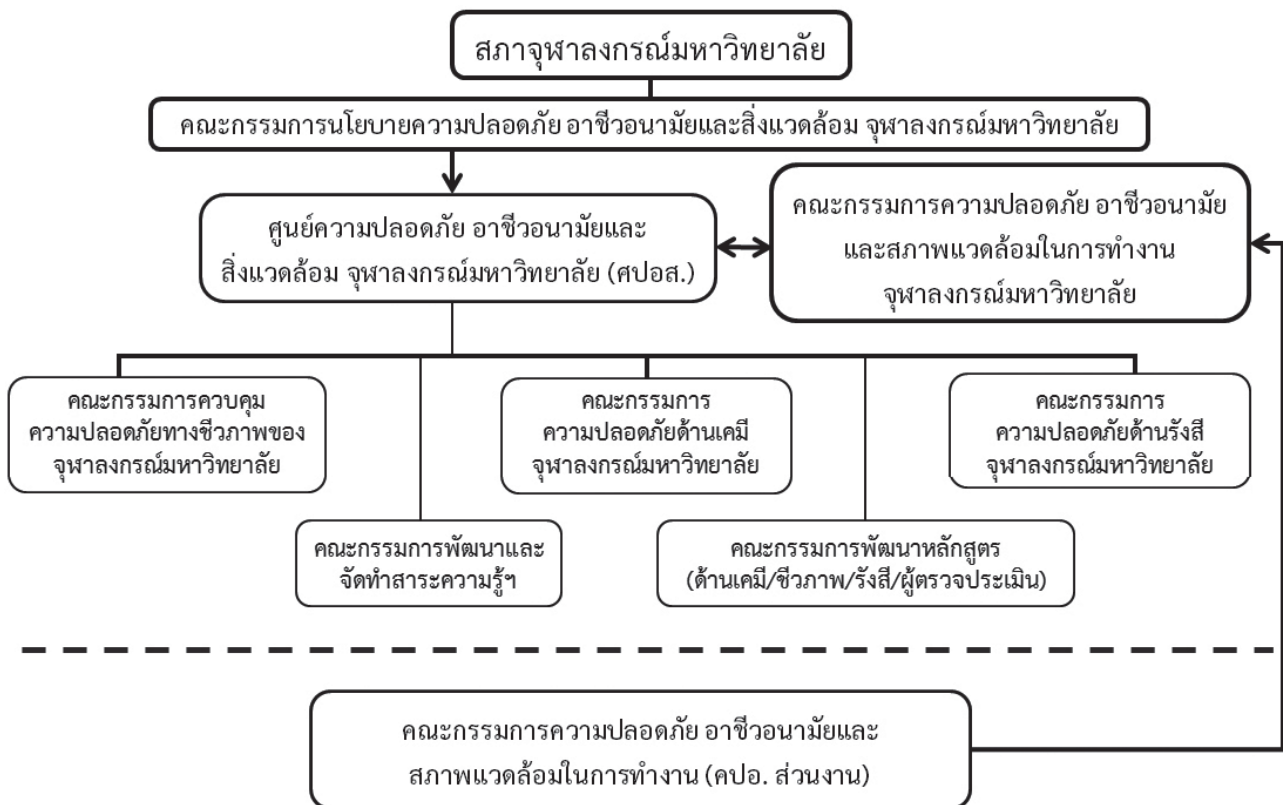 สภาจุฬาลงกรณ์มหาวิทยาลัย
คณะกรรมการนโยบายความปลอดภัย อาชีวอนามัยและสิ่งแวดล้อม จุฬาลงกรณ์มหาวิทยาลัย
ศูนย์ความปลอดภัย อาชีวอนามัยและ
สิ่งแวดล้อม จุฬาลงกรณ์มหาวิทยาลัย (ศปอส.)
คณะกรรมการความปลอดภัย อาชีวอนามัย
และสภาพแวดล้อมในการทำงาน
จุฬาลงกรณ์มหาวิทยาลัย
คณะกรรมการควบคุม
ความปลอดภัยทางชีวภาพของ
จุฬาลงกรณ์มหาวิทยาลัย
คณะกรรมการ
ความปลอดภัยด้านเคมี
จุฬาลงกรณ์มหาวิทยาลัย
คณะกรรมการ
ความปลอดภัยด้านรังสี
จุฬาลงกรณ์มหาวิทยาลัย
คณะกรรมการพัฒนาและ
จัดทำสาระความรู้ฯ
คณะกรรมการพัฒนาหลักสูตร
(ด้านเคมี/ชีวภาพ/รังสี/ผู้ตรวจประเมิน)
คณะกรรมการความปลอดภัย อาชีวอนามัยและ
สภาพแวดล้อมในการทำงาน (คปอ. ส่วนงาน)